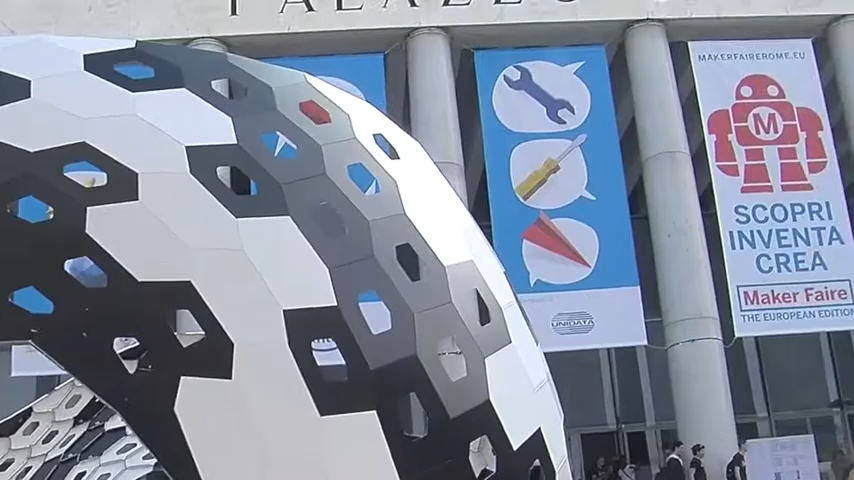 PALAZZO
MAKERFAIREROME.EU
M
SCOPRI
INVENTA
CREA
Maker Faire
THE EUROPEAN EDITION
UNIDATA